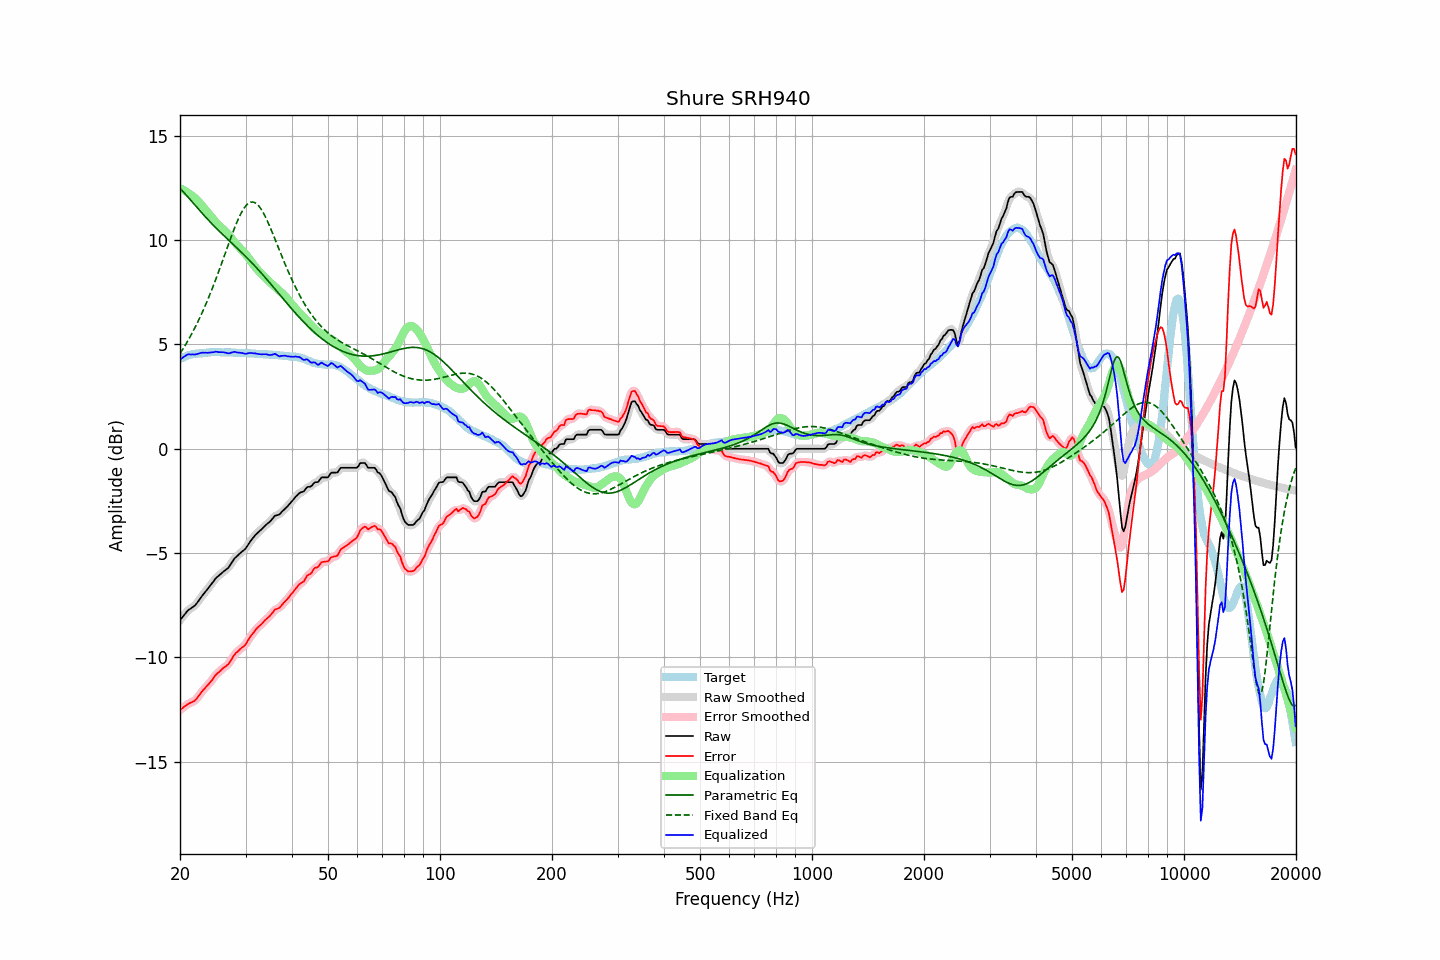 Shure SRH940
15
10
5
0
−5
−10
−15
Amplitude (dBr)
Target
Raw Smoothed
Error Smoothed
Raw
Error
Equalization
Parametric Eq
Fixed Band Eq
Equalized
20 50 100 200 500 1000 2000 5000 10000 20000
Frequency (Hz)